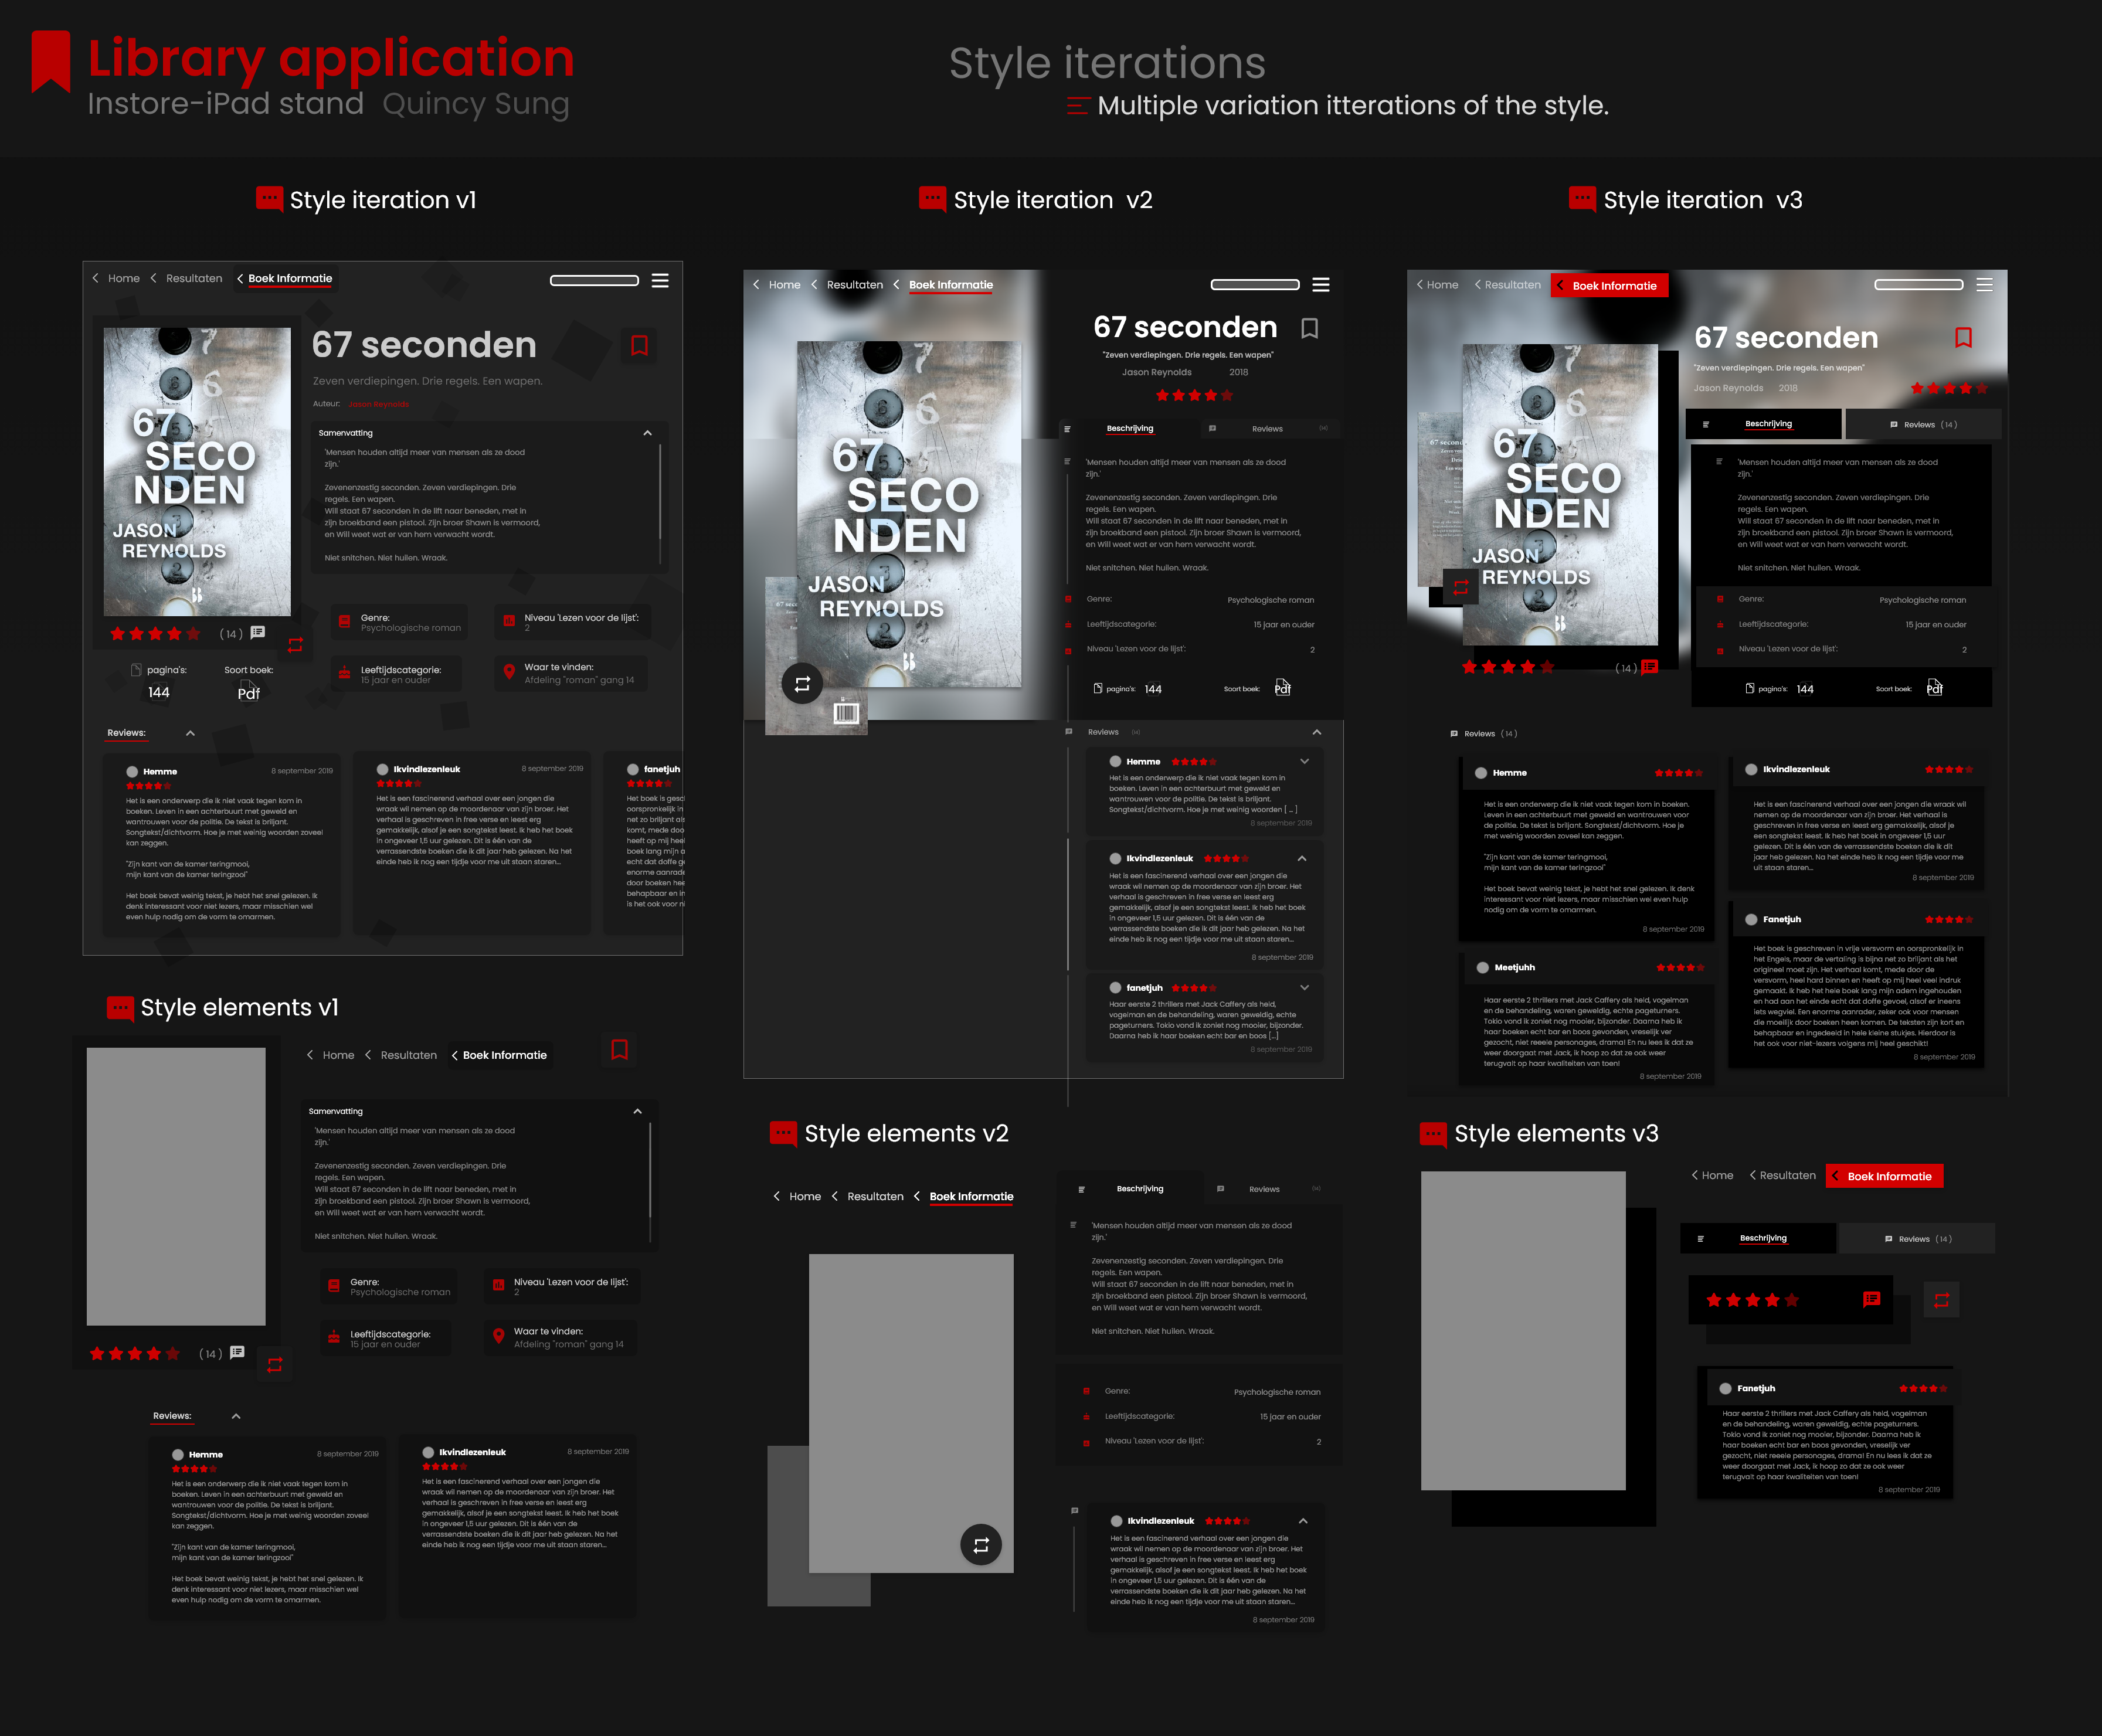 Library application
Instore-iPad stand Quincy Sung
Style iterations
Multiple variation itterations of the style.
Style iteration v1
Home Resultaten Boek Informatie
67
SECO
NDEN
JASON
REYNOLDS
67 seconden
Zeven verdiepingen. Drie regels. Een wapen.
Auteur: Jason Reynolds
Samenvatting
'Mensen houden altijd meer van mensen als ze dood
zijn.'
Zevenenzestig seconden. Zeven verdiepingen. Drie
regels. Een wapen.
Will staat 67 seconden in de lift naar beneden, met in
zijn broekband een pistool. Zijn broer Shawn is vermoord,
en Will weet wat er van hem verwacht wordt.
Niet snitchen. Niet huilen. Wraak.
(14)
pagina's:
144
Soort boek:
Pdf
Genre:
Psychologische roman
Niveau 'Lezen voor de lijst':
2
Leeftijdscategorie:
15 jaar en ouder
Waar te vinden:
Afdeling "roman" gang 14
Reviews:
Hemme 8 september 2019
Het is een onderwerp die ik niet vaak tegen kom in
boeken. Leven in een achterbuurt met geweld en
wantrouwen voor de politie. De tekst is briljant.
Songtekst/dichtvorm. Hoe je met weinig woorden zoveel
kan zeggen.
"Zijn kant van de kamer teringmooi,
mijn kant van de kamer teringzooi"
Het boek bevat weinig tekst, je hebt het snel gelezen. Ik
denk interessant voor niet lezers, maar misschien wel
even hulp nodig om de vorm te omarmen.
Ikvindlezenleuk 8 september 2019
Het is een fascinerend verhaal over een jongen die
wraak wil nemen op de moordenaar van zijn broer. Het
verhaal is geschreven in free verse en leest erg
gemakkelijk, alsof je een songtekst leest. Ik heb het boek
in ongeveer 1,5 uur gelezen. Dit is één van de
verrassendste boeken die ik dit jaar heb gelezen. Na het
einde heb ik nog een tijdje voor me uit staan staren...
fanetjuh
Het boek is gesc
oorspronkelijk in
net zo briljant als
komt, mede doo
heeft op mij heel
boek lang mijn a
echt dat doffe ge
enorme aanrade
door boeken hee
behapbaar en in
is het ook voor ni
Style elements v1
Home Resultaten Boek Informatie
Samenvatting
'Mensen houden altijd meer van mensen als ze dood
zijn.'
Zevenenzestig seconden. Zeven verdiepingen. Drie
regels. Een wapen.
Will staat 67 seconden in de lift naar beneden, met in
zijn broekband een pistool. Zijn broer Shawn is vermoord,
en Will weet wat er van hem verwacht wordt.
Niet snitchen. Niet huilen. Wraak.
Genre:
Psychologische roman
Niveau 'Lezen voor de lijst':
2
Leeftijdscategorie:
15 jaar en ouder
Waar te vinden:
Afdeling "roman" gang 14
(14)
Reviews:
Hemme 8 september 2019
Het is een onderwerp die ik niet vaak tegen kom in
boeken. Leven in een achterbuurt met geweld en
wantrouwen voor de politie. De tekst is briljant.
Songtekst/dichtvorm. Hoe je met weinig woorden zoveel
kan zeggen.
"Zijn kant van de kamer teringmooi,
mijn kant van de kamer teringzooi"
Het boek bevat weinig tekst, je hebt het snel gelezen. Ik
denk interessant voor niet lezers, maar misschien wel
even hulp nodig om de vorm te omarmen.
Ikvindlezenleuk 8 september 2019
Het is een fascinerend verhaal over een jongen die
wraak wil nemen op de moordenaar van zijn broer. Het
verhaal is geschreven in free verse en leest erg
gemakkelijk, alsof je een songtekst leest. Ik heb het boek
in ongeveer 1,5 uur gelezen. Dit is één van de
verrassendste boeken die ik dit jaar heb gelezen. Na het
einde heb ik nog een tijdje voor me uit staan staren...
Style iteration v2
Home Resultaten Boek Informatie
67
SECO
NDEN
JASON
REYNOLDS
67 seconden
"Zeven verdiepingen. Drie regels. Een wapen"
Jason Reynolds 2018
Beschrijving Reviews (14)
'Mensen houden altijd meer van mensen als ze dood
zijn.'
Zevenenzestig seconden. Zeven verdiepingen. Drie
regels. Een wapen.
Will staat 67 seconden in de lift naar beneden, met in
zijn broekband een pistool. Zijn broer Shawn is vermoord,
en Will weet wat er van hem verwacht wordt.
Niet snitchen. Niet huilen. Wraak.
Genre: Psychologische roman
Leeftijdscategorie: 15 jaar en ouder
Niveau 'Lezen voor de lijst': 2
pagina's: 144 Soort boek: Pdf
Reviews (14)
Hemme
Het is een onderwerp die ik niet vaak tegen kom in
boeken. Leven in een achterbuurt met geweld en
wantrouwen voor de politie. De tekst is briljant.
Songtekst/dichtvorm. Hoe je met weinig woorden [ ... ]
8 september 2019
Ikvindlezenleuk
Het is een fascinerend verhaal over een jongen die
wraak wil nemen op de moordenaar van zijn broer. Het
verhaal is geschreven in free verse en leest erg
gemakkelijk, alsof je een songtekst leest. Ik heb het boek
in ongeveer 1,5 uur gelezen. Dit is één van de
verrassendste boeken die ik dit jaar heb gelezen. Na het
einde heb ik nog een tijdje voor me uit staan staren...
8 september 2019
fanetjuh
Haar eerste 2 thrillers met Jack Caffery als held,
vogelman en de behandeling, waren geweldig, echte
pageturners. Tokio vond ik zoniet nog mooier, bijzonder.
Daarna heb ik haar boeken echt bar en boos [...]
8 september 2019
Style elements v2
Home Resultaten Boek Informatie
Beschrijving Reviews (14)
'Mensen houden altijd meer van mensen als ze dood
zijn.'
Zevenenzestig seconden. Zeven verdiepingen. Drie
regels. Een wapen.
Will staat 67 seconden in de lift naar beneden, met in
zijn broekband een pistool. Zijn broer Shawn is vermoord,
en Will weet wat er van hem verwacht wordt.
Niet snitchen. Niet huilen. Wraak.
Genre: Psychologische roman
Leeftijdscategorie: 15 jaar en ouder
Niveau 'Lezen voor de lijst': 2
Ikvindlezenleuk
Het is een fascinerend verhaal over een jongen die
wraak wil nemen op de moordenaar van zijn broer. Het
verhaal is geschreven in free verse en leest erg
gemakkelijk, alsof je een songtekst leest. Ik heb het boek
in ongeveer 1,5 uur gelezen. Dit is één van de
verrassendste boeken die ik dit jaar heb gelezen. Na het
einde heb ik nog een tijdje voor me uit staan staren...
8 september 2019
Style iteration v3
Home Resultaten Boek Informatie
67
SECO
NDEN
JASON
REYNOLDS
(14)
67 seconden
"Zeven verdiepingen. Drie regels. Een wapen"
Jason Reynolds 2018
Beschrijving Reviews (14)
'Mensen houden altijd meer van mensen als ze dood
zijn.'
Zevenenzestig seconden. Zeven verdiepingen. Drie
regels. Een wapen.
Will staat 67 seconden in de lift naar beneden, met in
zijn broekband een pistool. Zijn broer Shawn is vermoord,
en Will weet wat er van hem verwacht wordt.
Niet snitchen. Niet huilen. Wraak.
Genre: Psychologische roman
Leeftijdscategorie: 15 jaar en ouder
Niveau 'Lezen voor de lijst': 2
pagina's: 144 Soort boek: Pdf
Reviews (14)
Hemme
Het is een onderwerp die ik niet vaak tegen kom in boeken.
Leven in een achterbuurt met geweld en wantrouwen voor
de politie. De tekst is briljant. Songtekst/dichtvorm. Hoe je
met weinig woorden zoveel kan zeggen.
"Zijn kant van de kamer teringmooi,
mijn kant van de kamer teringzooi"
Het boek bevat weinig tekst, je hebt het snel gelezen. Ik denk
interessant voor niet lezers, maar misschien wel even hulp
nodig om de vorm te omarmen.
8 september 2019
Ikvindlezenleuk
Het is een fascinerend verhaal over een jongen die wraak wil
nemen op de moordenaar van zijn broer. Het verhaal is
geschreven in free verse en leest erg gemakkelijk, alsof je
een songtekst leest. Ik heb het boek in ongeveer 1,5 uur
gelezen. Dit is één van de verrassendste boeken die ik dit
jaar heb gelezen. Na het einde heb ik nog een tijdje voor me
uit staan staren...
8 september 2019
Meetjuhh
Haar eerste 2 thrillers met Jack Caffery als held, vogelman
en de behandeling, waren geweldig, echte pageturners.
Tokio vond ik zoniet nog mooier, bijzonder. Daarna heb ik
haar boeken echt bar en boos gevonden, vreselijk ver
gezocht, niet reeele personages, drama! En nu lees ik dat ze
weer doorgaat met Jack, ik hoop zo dat ze ook weer
terugvalt op haar kwaliteiten van toen!
8 september 2019
Fanetjuh
Het boek is geschreven in vrije versvorm en oorspronkelijk in
het Engels, maar de vertaling is bijna net zo briljant als het
origineel moet zijn. Het verhaal komt, mede door de
versvorm, heel hard binnen en heeft op mij heel veel indruk
gemaakt. Ik heb het hele boek lang mijn adem ingehouden
en had aan het einde echt dat doffe gevoel, alsof er ineens
iets wegviel. Een enorme aanrader, zeker ook voor mensen
die moeilijk door boeken heen komen. De teksten zijn kort en
behapbaar en ingedeeld in hele kleine stukjes. Hierdoor is
het ook voor niet-lezers volgens mij heel geschikt!
8 september 2019
Style elements v3
Home Resultaten Boek Informatie
Beschrijving Reviews (14)
Fanetjuh
Haar eerste 2 thrillers met Jack Caffery als held, vogelman
en de behandeling, waren geweldig, echte pageturners.
Tokio vond ik zoniet nog mooier, bijzonder. Daarna heb ik
haar boeken echt bar en boos gevonden, vreselijk ver
gezocht, niet reeele personages, drama! En nu lees ik dat ze
weer doorgaat met Jack, ik hoop zo dat ze ook weer
terugvalt op haar kwaliteiten van toen!
8 september 2019